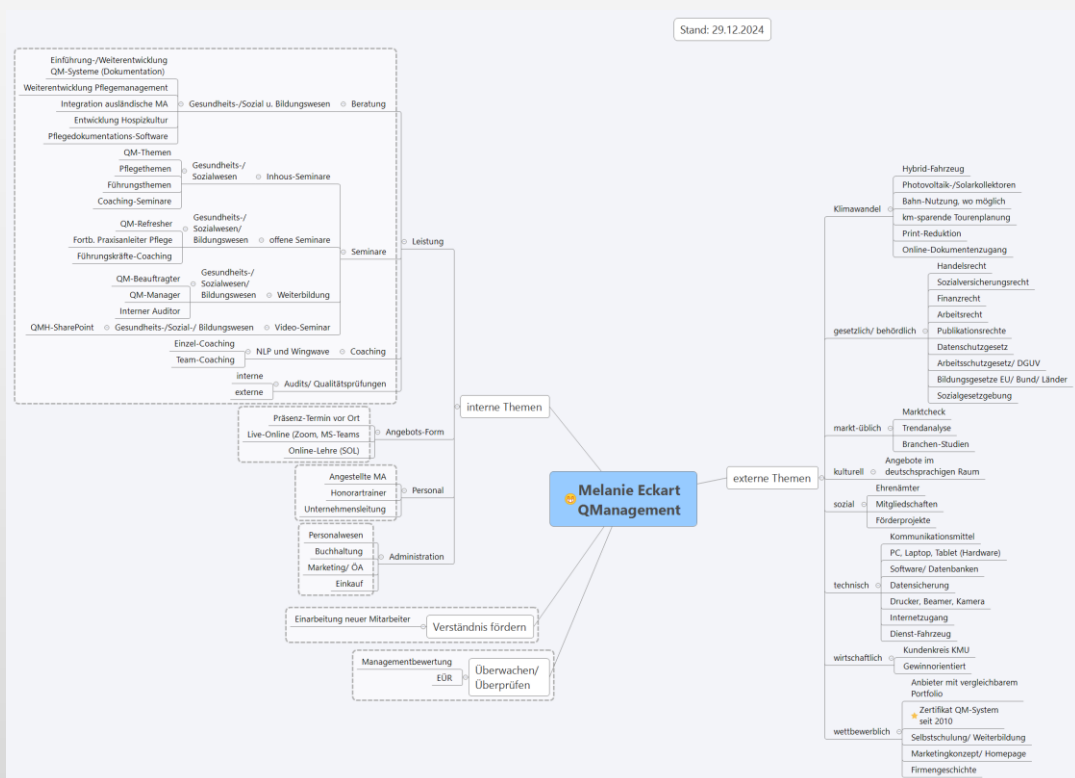 Stand: 29.12.2024
Melanie Eckart
QManagement
interne Themen
Leistung
Beratung
Gesundheits-/Sozial u. Bildungswesen
Einführung-/Weiterentwicklung
QM-Systeme (Dokumentation)
Weiterentwicklung Pflegemanagement
Integration ausländische MA
Entwicklung Hospizkultur
Pflegedokumentations-Software
Seminare
Inhous-Seminare
Gesundheits-/
Sozialwesen
QM-Themen
Pflegethemen
Führungsthemen
Coaching-Seminare
offene Seminare
Gesundheits-/
Sozialwesen/
Bildungswesen
QM-Refresher
Fortb. Praxisanleiter Pflege
Führungskräfte-Coaching
Weiterbildung
Gesundheits-/
Sozialwesen/
Bildungswesen
QM-Beauftragter
QM-Manager
Interner Auditor
Video-Seminar
Gesundheits-/Sozial-/ Bildungswesen
QMH-SharePoint
Coaching
NLP und Wingwave
Einzel-Coaching
Team-Coaching
Audits/ Qualitätsprüfungen
interne
externe
Angebots-Form
Präsenz-Termin vor Ort
Live-Online (Zoom, MS-Teams
Online-Lehre (SOL)
Personal
Angestellte MA
Honorartrainer
Unternehmensleitung
Administration
Personalwesen
Buchhaltung
Marketing/ ÖA
Einkauf
Verständnis fördern
Einarbeitung neuer Mitarbeiter
Überwachen/
Überprüfen
Managementbewertung
EÜR
externe Themen
Klimawandel
Hybrid-Fahrzeug
Photovoltaik-/Solarkollektoren
Bahn-Nutzung, wo möglich
km-sparende Tourenplanung
Print-Reduktion
Online-Dokumentenzugang
gesetzlich/ behördlich
Handelsrecht
Sozialversicherungsrecht
Finanzrecht
Arbeitsrecht
Publikationsrechte
Datenschutzgesetz
Arbeitsschutzgesetz/ DGUV
Bildungsgesetze EU/ Bund/ Länder
Sozialgesetzgebung
markt-üblich
Marktcheck
Trendanalyse
Branchen-Studien
kulturell
Angebote im
deutschsprachigen Raum
sozial
Ehrenämter
Mitgliedschaften
Förderprojekte
technisch
Kommunikationsmittel
PC, Laptop, Tablet (Hardware)
Software/ Datenbanken
Datensicherung
Drucker, Beamer, Kamera
Internetzugang
Dienst-Fahrzeug
wirtschaftlich
Kundenkreis KMU
Gewinnorientiert
wettbewerblich
Anbieter mit vergleichbarem
Portfolio
Zertifikat QM-System
seit 2010
Selbstschulung/ Weiterbildung
Marketingkonzept/ Homepage
Firmengeschichte